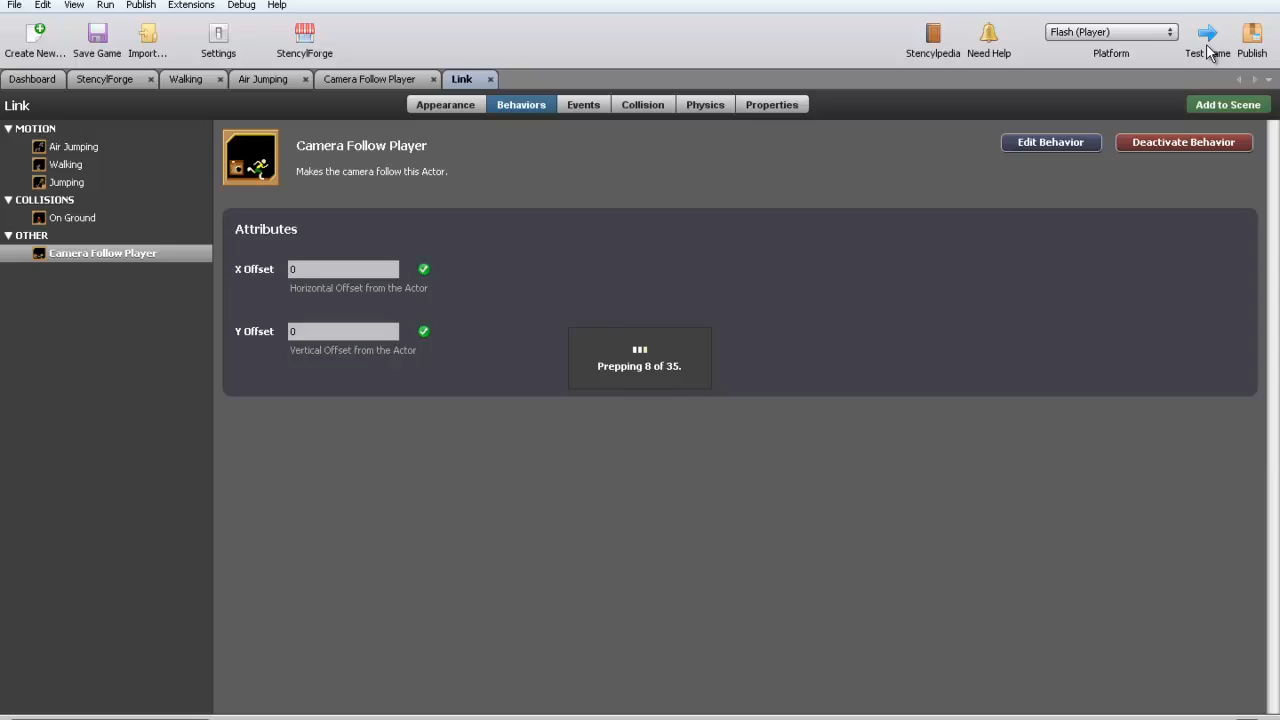 File Edit View Run Publish Extensions Debug Help
Create New... Save Game Import... Settings StencylForge Stencylpedia Need Help Flash (Player) Platform Test Game Publish
Dashboard StencylForge Walking Air Jumping Camera Follow Player Link
Link Appearance Behaviors Events Collision Physics Properties Add to Scene
MOTION
Air Jumping
Walking
Jumping
COLLISIONS
On Ground
OTHER
Camera Follow Player
Camera Follow Player
Makes the camera follow this Actor.
Edit Behavior Deactivate Behavior
Attributes
X Offset 0
Horizontal Offset from the Actor
Y Offset 0
Vertical Offset from the Actor
Prepping 8 of 35.